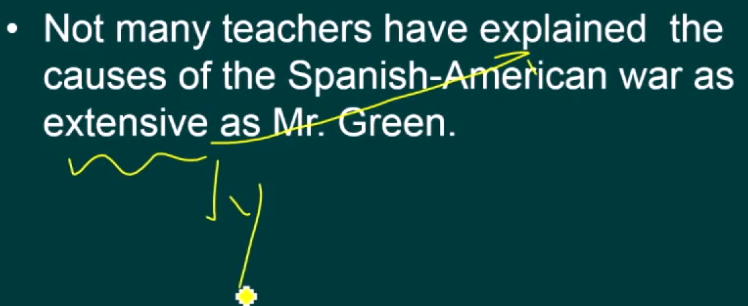 • Not many teachers have explained the
causes of the Spanish-American war as
extensive as Mr. Green.
ly